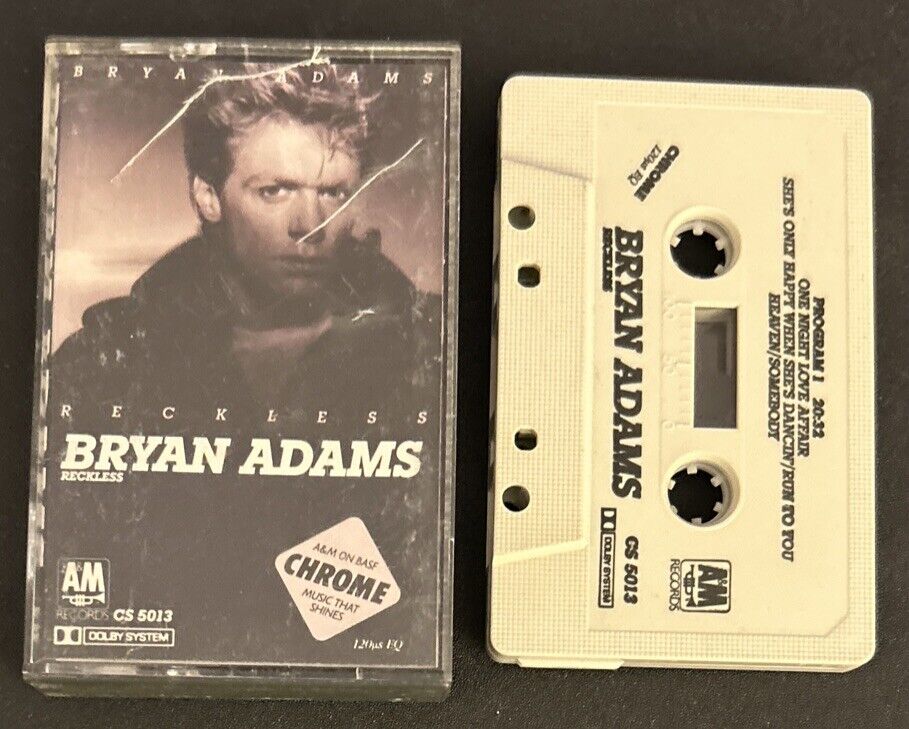 BRYAN ADAMS
RECKLESS
BRYAN ADAMS
RECKLESS
A&M ON BASF
CHROME
MUSIC THAT
SHINES
A&M
RECORDS CS 5013
DOLBY SYSTEM
120µs EQ
CHROME
120µs EQ
BRYAN ADAMS
RECKLESS
CS 5013
DOLBY SYSTEM
PROGRAM 1 20:32
ONE NIGHT LOVE AFFAIR
SHE'S ONLY HAPPY WHEN SHE'S DANCIN'/RUN TO YOU
HEAVEN/SOMEBODY
A&M
RECORDS